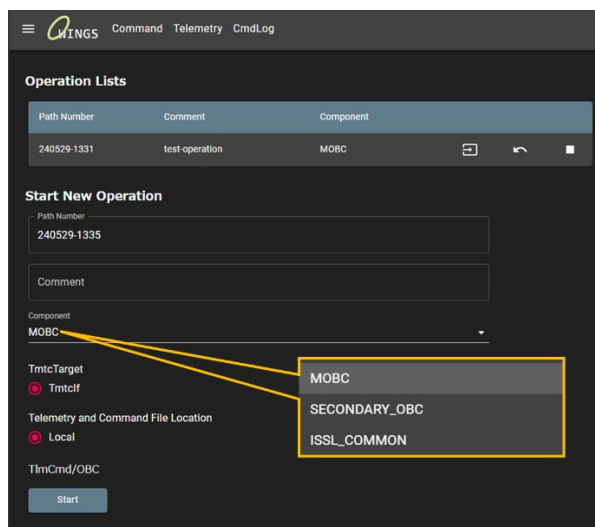 WINGS Command Telemetry CmdLog
Operation Lists
Path Number Comment Component
240529-1331 test-operation MOBC
Start New Operation
Path Number
240529-1335
Comment
Component
MOBC
MOBC
SECONDARY_OBC
ISSL_COMMON
TmtcTarget
TmtcIf
Telemetry and Command File Location
Local
TlmCmd/OBC
Start